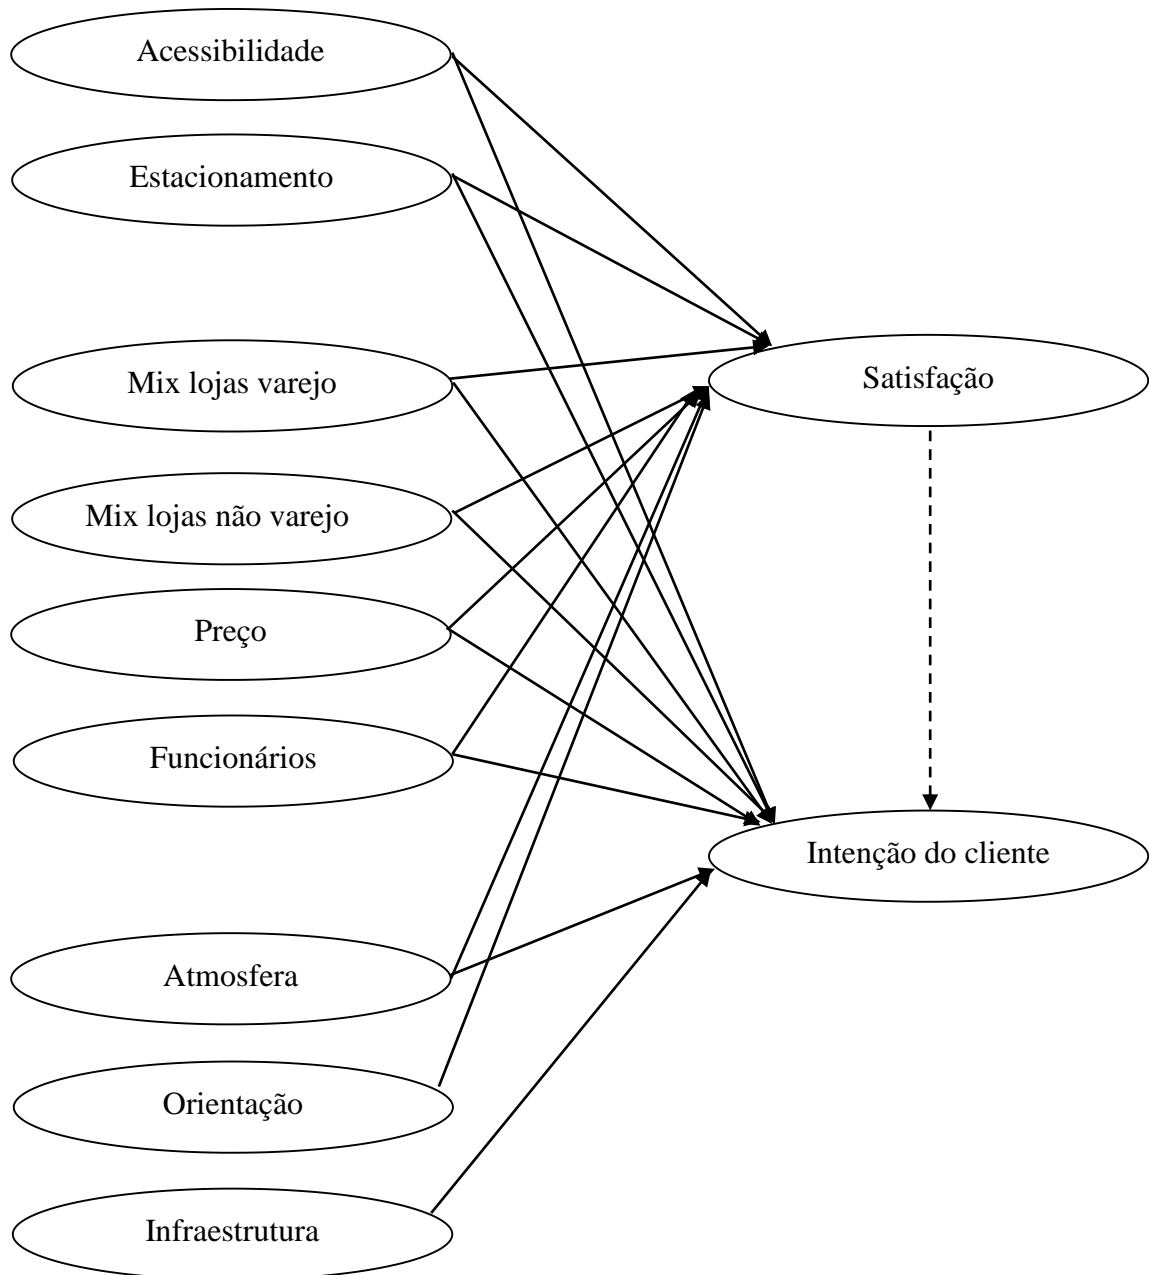 Acessibilidade
Estacionamento
Mix lojas varejo
Satisfação
Mix lojas não varejo
Preço
Funcionários
Intenção do cliente
Atmosfera
Orientação
Infraestrutura